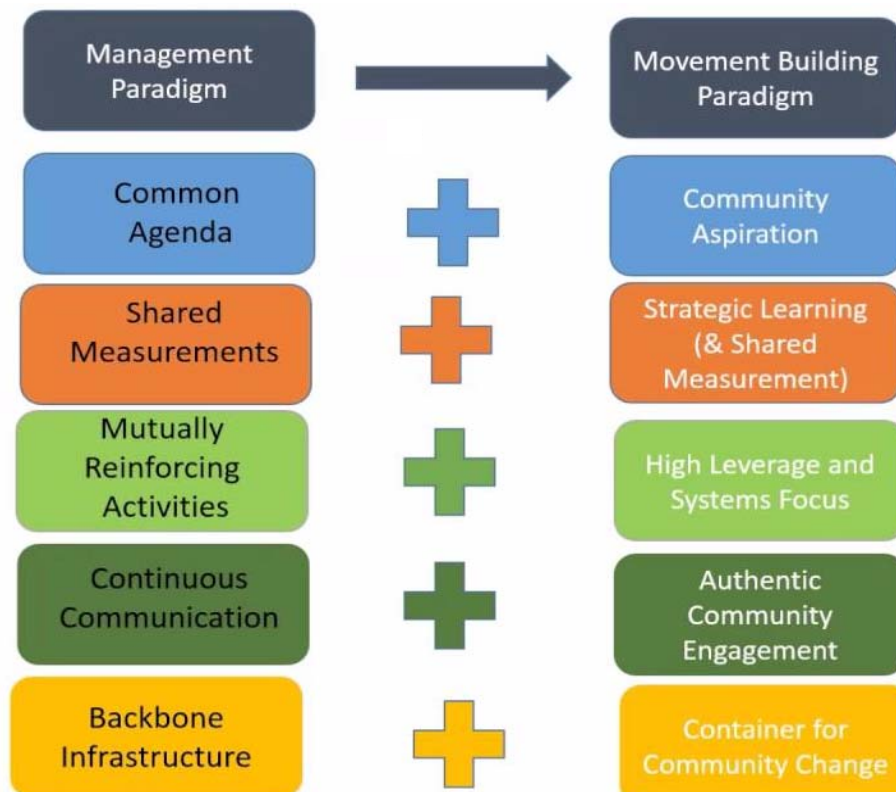 Management
Paradigm
Movement Building
Paradigm
Common
Agenda
Community
Aspiration
Shared
Measurements
Strategic Learning
(& Shared
Measurement)
Mutually
Reinforcing
Activities
High Leverage and
Systems Focus
Continuous
Communication
Authentic
Community
Engagement
Backbone
Infrastructure
Container for
Community Change